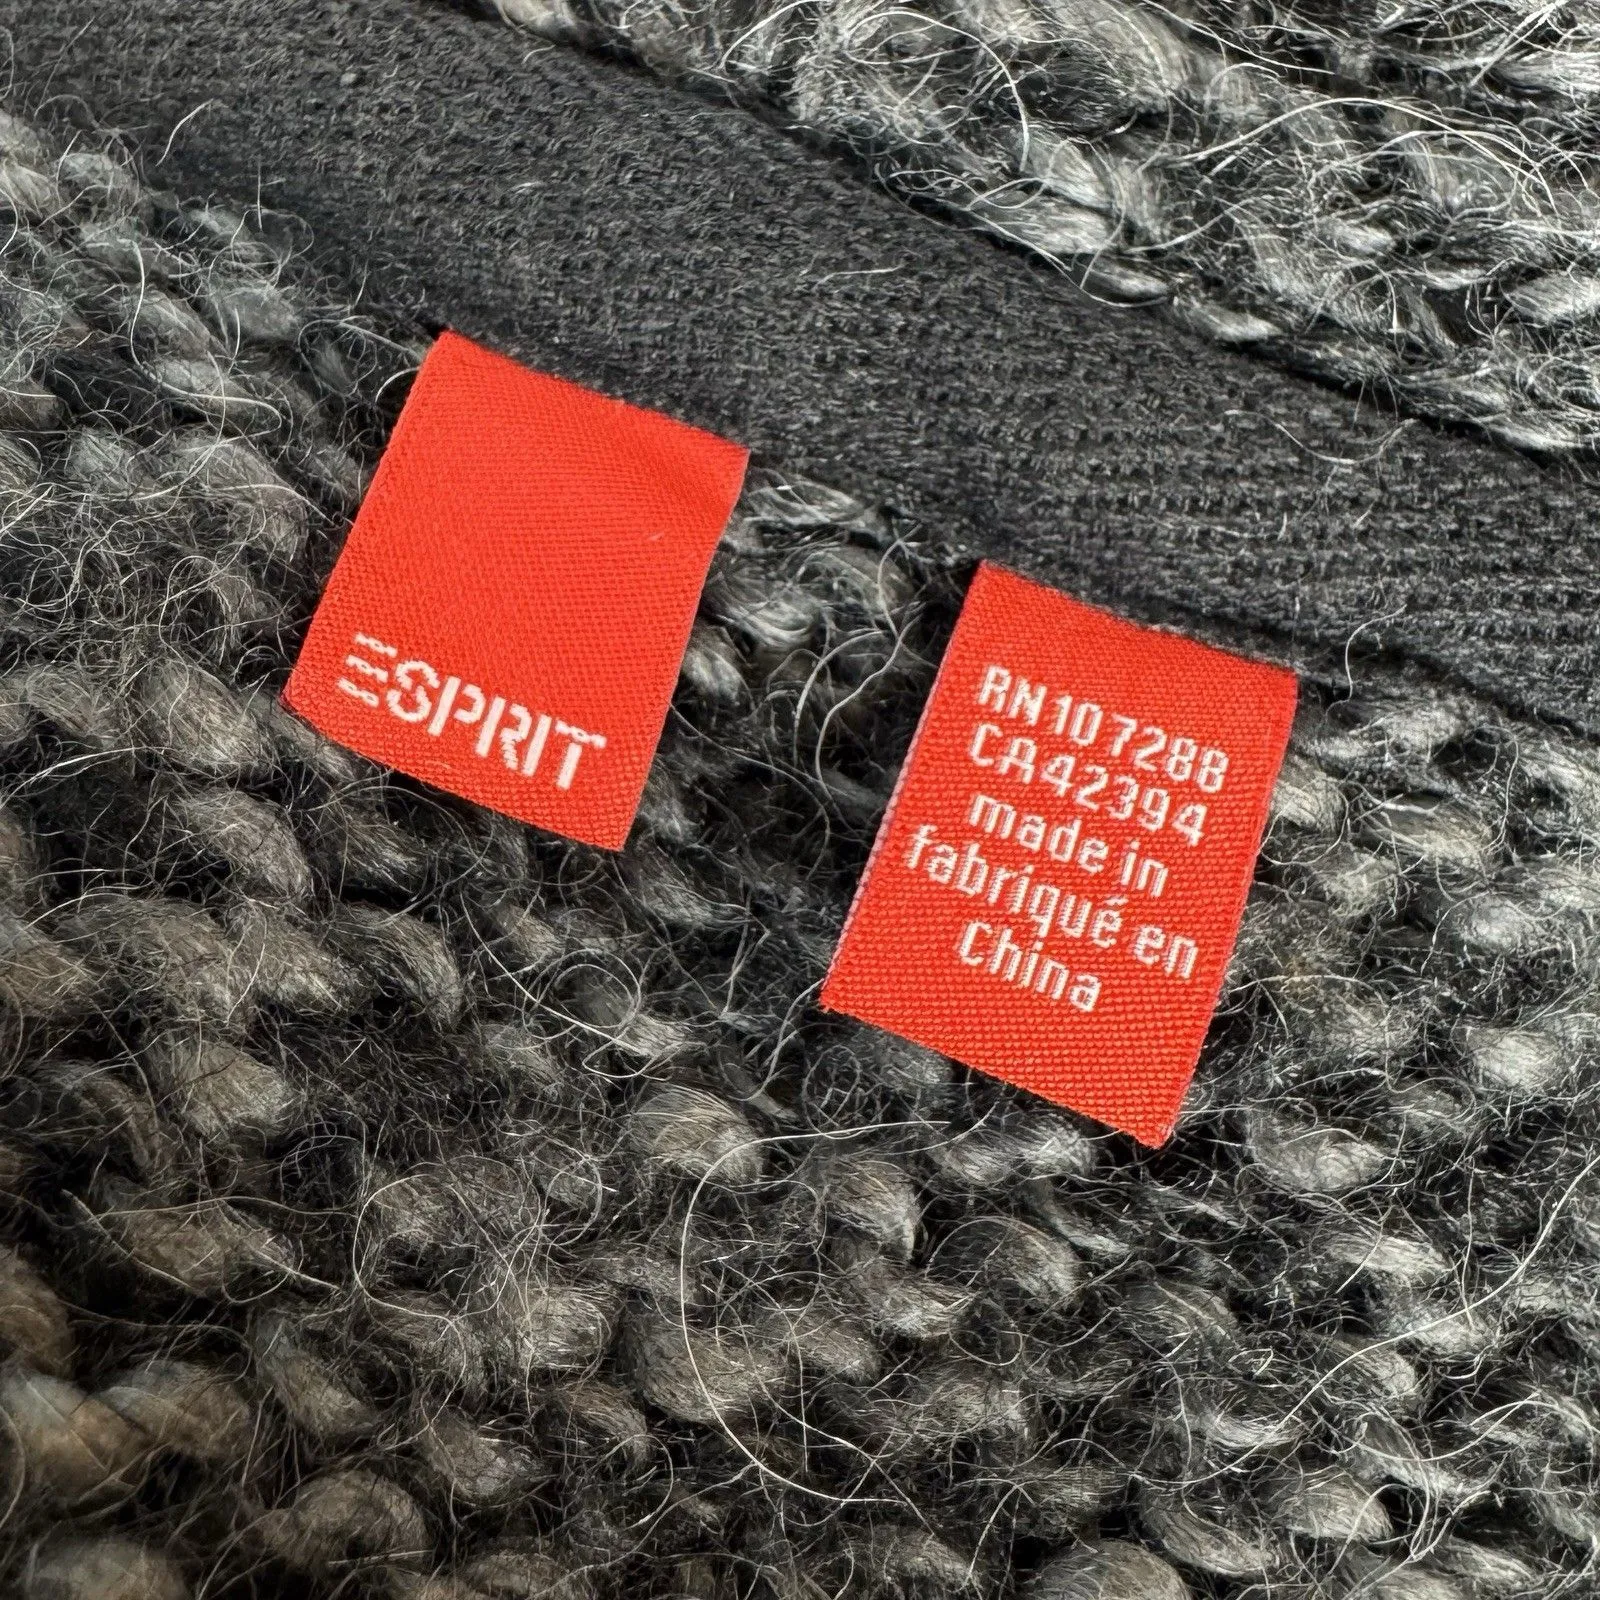 ESPRIT
RN107288
CA42394
made in
fabriqué en
China